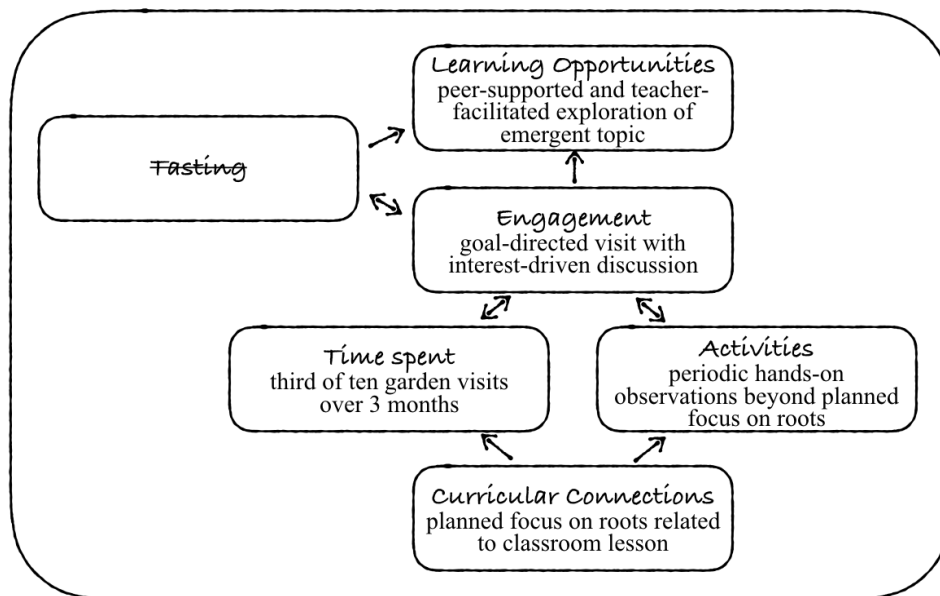 Learning Opportunities
peer-supported and teacher-
facilitated exploration of
emergent topic
Tasting
Engagement
goal-directed visit with
interest-driven discussion
Time spent
third of ten garden visits
over 3 months
Activities
periodic hands-on
observations beyond planned
focus on roots
Curricular Connections
planned focus on roots related
to classroom lesson